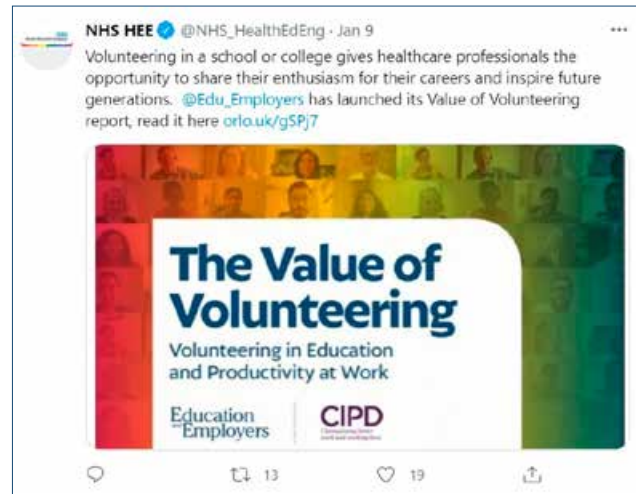 NHS HEE @NHS_HealthEdEng · Jan 9
Volunteering in a school or college gives healthcare professionals the
opportunity to share their enthusiasm for their careers and inspire future
generations. @Edu_Employers has launched its Value of Volunteering
report, read it here orlo.uk/gSPj7
The Value of
Volunteering
Volunteering in Education
and Productivity at Work
Education
and Employers
CIPD
13
19